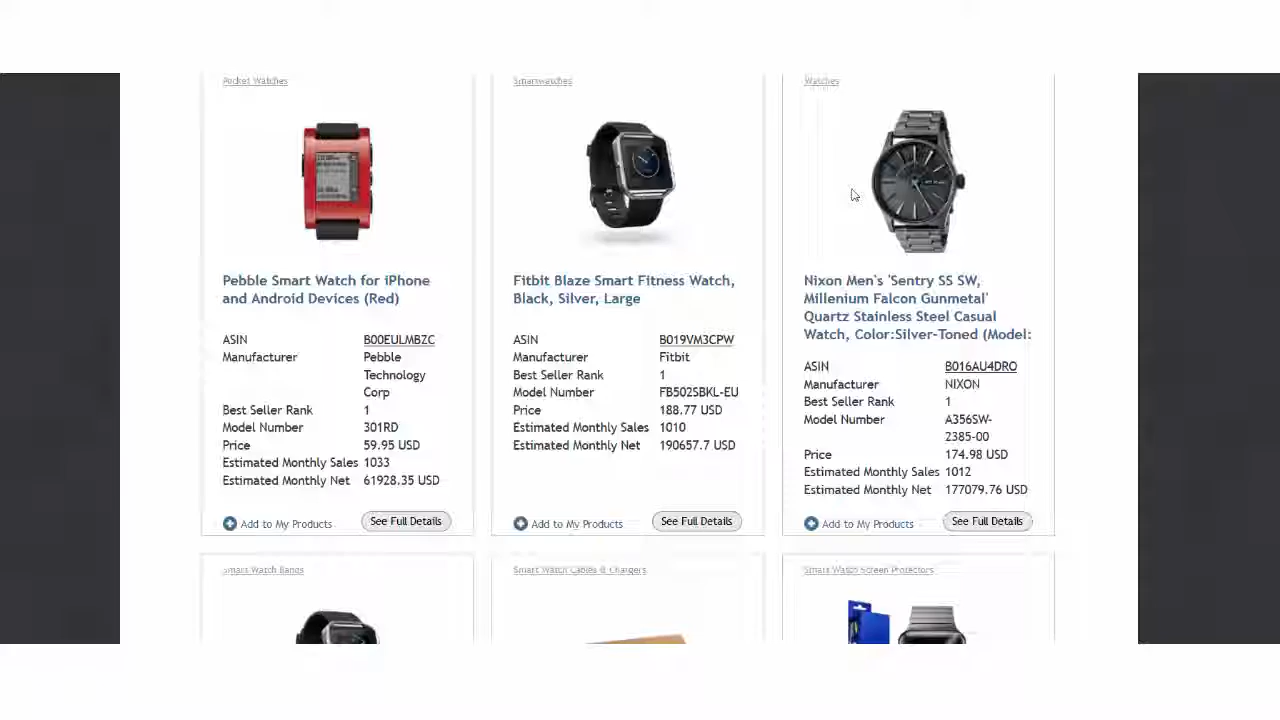 Pocket Watches
Pebble Smart Watch for iPhone
and Android Devices (Red)
ASIN B00EULMBZC
Manufacturer Pebble
Technology
Corp
Best Seller Rank 1
Model Number 301RD
Price 59.95 USD
Estimated Monthly Sales 1033
Estimated Monthly Net 61928.35 USD
Add to My Products See Full Details
Smartwatches
Fitbit Blaze Smart Fitness Watch,
Black, Silver, Large
ASIN B019VM3CPW
Manufacturer Fitbit
Best Seller Rank 1
Model Number FB502SBKL-EU
Price 188.77 USD
Estimated Monthly Sales 1010
Estimated Monthly Net 190657.7 USD
Add to My Products See Full Details
Watches
Nixon Men's 'Sentry SS SW,
Millenium Falcon Gunmetal'
Quartz Stainless Steel Casual
Watch, Color:Silver-Toned (Model:
ASIN B016AU4DRO
Manufacturer NIXON
Best Seller Rank 1
Model Number A356SW-
2385-00
Price 174.98 USD
Estimated Monthly Sales 1012
Estimated Monthly Net 177079.76 USD
Add to My Products See Full Details
Smart Watch Bands
Smart Watch Cables & Chargers
Smart Watch Screen Protectors